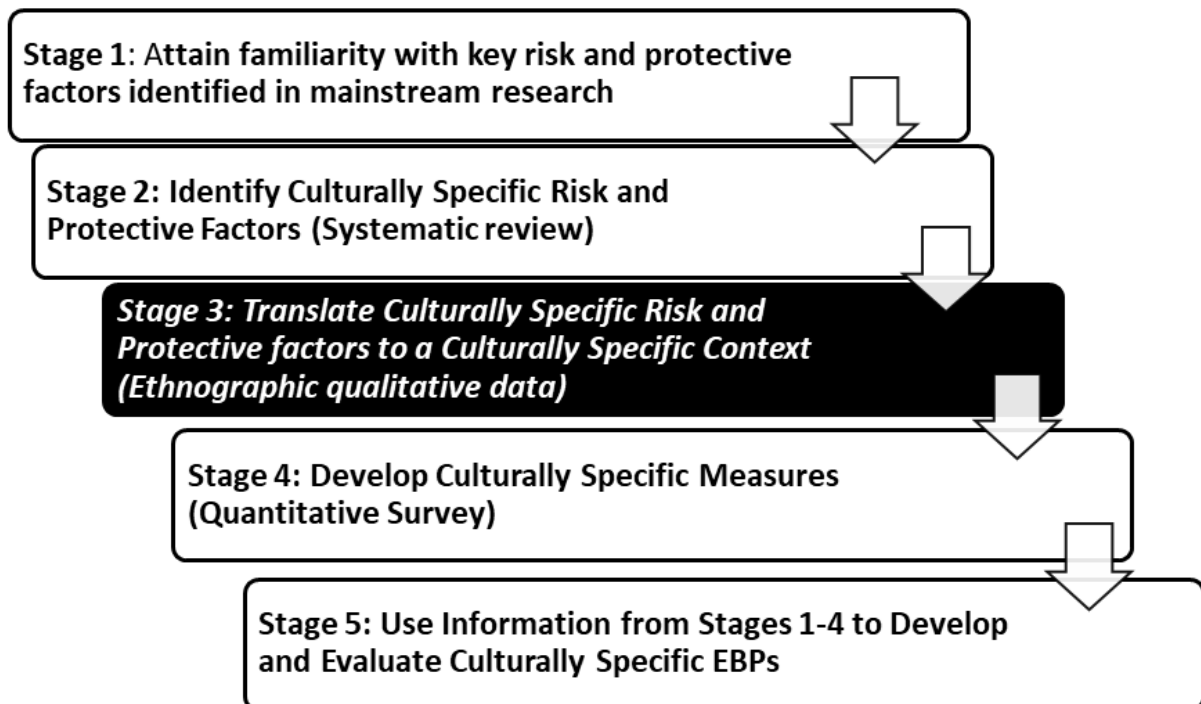 Stage 1: Attain familiarity with key risk and protective
factors identified in mainstream research
Stage 2: Identify Culturally Specific Risk and
Protective Factors (Systematic review)
Stage 3: Translate Culturally Specific Risk and
Protective factors to a Culturally Specific Context
(Ethnographic qualitative data)
Stage 4: Develop Culturally Specific Measures
(Quantitative Survey)
Stage 5: Use Information from Stages 1-4 to Develop
and Evaluate Culturally Specific EBPs